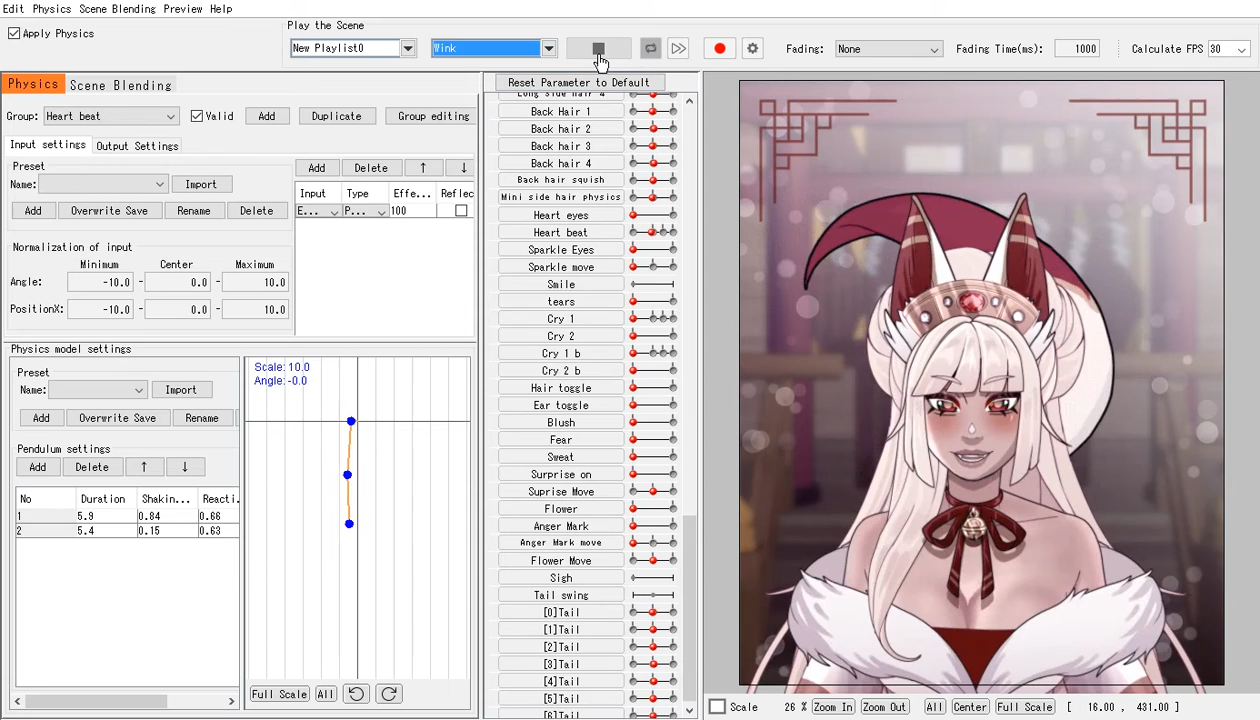 Edit Physics Scene Blending Preview Help
Apply Physics
Play the Scene
New Playlist0 Wink Fading: None Fading Time(ms): 1000 Calculate FPS 30
Physics Scene Blending
Group: Heart beat Valid Add Duplicate Group editing
Input settings Output Settings
Preset
Name: Import
Add Overwrite Save Rename Delete
Normalization of input
Minimum Center Maximum
Angle: -10.0 - 0.0 - 10.0
PositionX: -10.0 - 0.0 - 10.0
Add Delete ↑ ↓
Input Type Effe... Reflec
E... P... 100
Physics model settings
Preset
Name: Import
Add Overwrite Save Rename
Pendulum settings
Add Delete ↑ ↓
No Duration Shakin... Reacti
1 5.9 0.84 0.66
2 5.4 0.15 0.63
Scale: 10.0
Angle: -0.0
Full Scale All
Reset Parameter to Default
Long side hair 4
Back Hair 1
Back hair 2
Back hair 3
Back hair 4
Back hair squish
Mini side hair physics
Heart eyes
Heart beat
Sparkle Eyes
Sparkle move
Smile
tears
Cry 1
Cry 2
Cry 1 b
Cry 2 b
Hair toggle
Ear toggle
Blush
Fear
Sweat
Surprise on
Suprise Move
Flower
Anger Mark
Anger Mark move
Flower Move
Sigh
Tail swing
[0]Tail
[1]Tail
[2]Tail
[3]Tail
[4]Tail
[5]Tail
[6]Tail
Scale 26 % Zoom In Zoom Out All Center Full Scale [ 16.00 , 431.00 ]